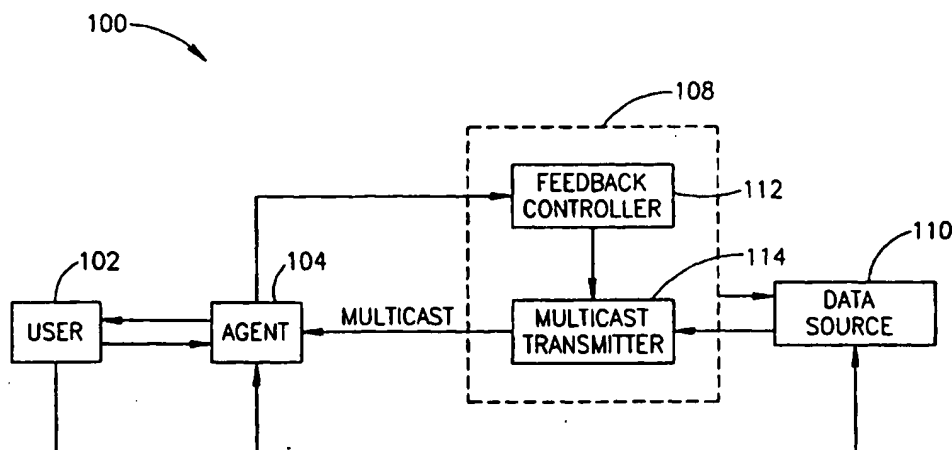 100
108
FEEDBACK
CONTROLLER
112
110
102
104
114
USER
AGENT
MULTICAST
MULTICAST
TRANSMITTER
DATA
SOURCE